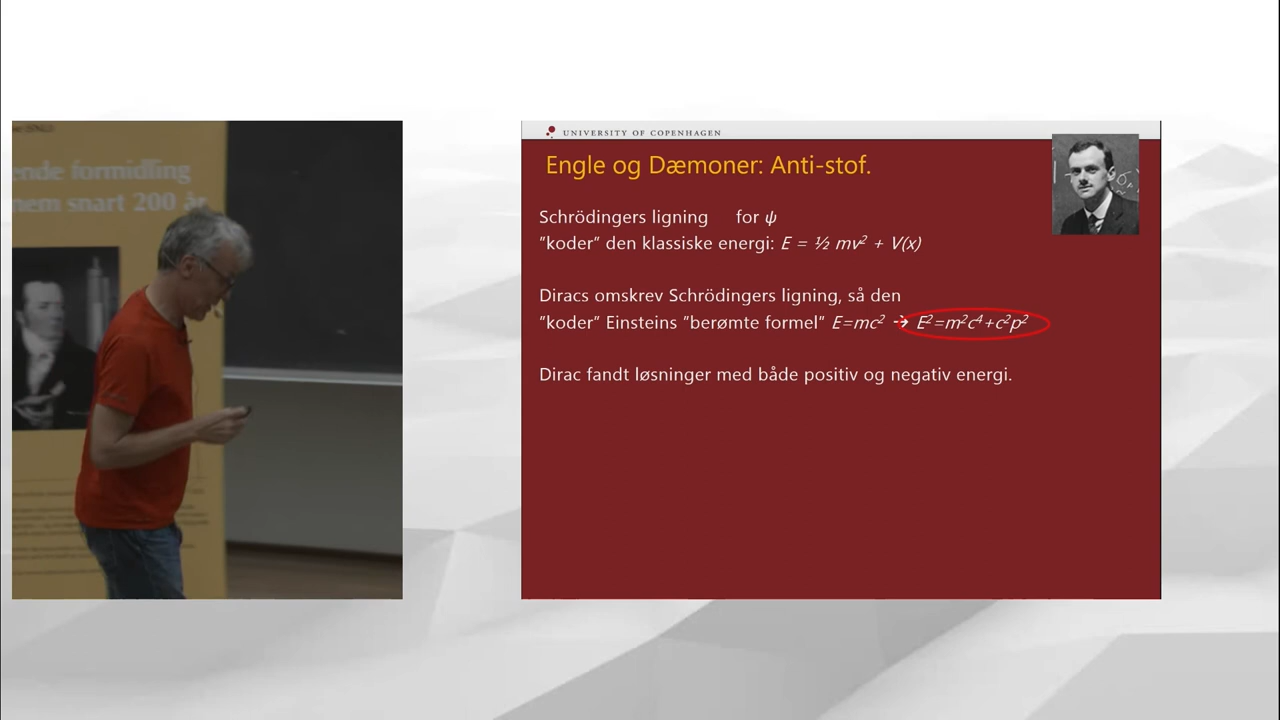 ende formidling
nem snart 200 år
UNIVERSITY OF COPENHAGEN
Engle og Dæmoner: Anti-stof.
Schrödingers ligning for ψ
”koder” den klassiske energi: E = ½ mv² + V(x)
Diracs omskrev Schrödingers ligning, så den
”koder” Einsteins ”berømte formel” E=mc² → E²=m²c⁴+c²p²
Dirac fandt løsninger med både positiv og negativ energi.